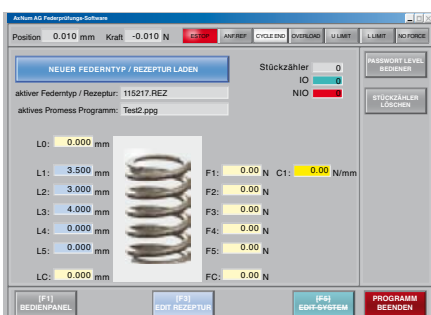 AxNum AG Federprüfungs-Software
Position 0.010 mm Kraft -0.010 N ESTOP ANF.REF CYCLE END OVERLOAD U LIMIT L LIMIT NO FORCE
NEUER FEDERNTYP / REZEPTUR LADEN
Stückzähler 0
IO 0
NIO 0
PASSWORT LEVEL
BEDIENER
STÜCKZÄHLER
LÖSCHEN
aktiver Federntyp / Rezeptur: 115217.REZ
aktives Promess Programm: Test2.ppg
L0: 0.000 mm
L1: 3.500 mm F1: 0.00 N C1: 0.00 N/mm
L2: 3.000 mm F2: 0.00 N
L3: 4.000 mm F3: 0.00 N
L4: 0.000 mm F4: 0.00 N
L5: 0.000 mm F5: 0.00 N
LC: 0.000 mm FC: 0.00 N
[F1]
BEDIENPANEL
[F3]
EDIT REZEPTUR
[F5]
EDIT SYSTEM
PROGRAMM
BEENDEN